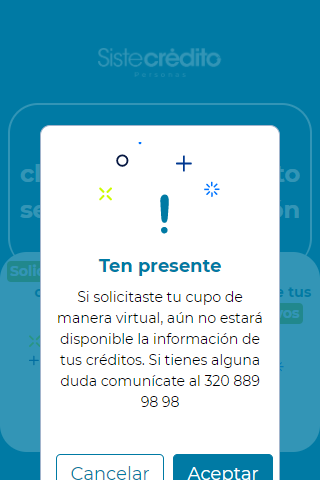 Sistecrédito
Personas
Ten presente
Si solicitaste tu cupo de
manera virtual, aún no estará
disponible la información de
tus créditos. Si tienes alguna
duda comunícate al 320 889
98 98
Cancelar
Aceptar